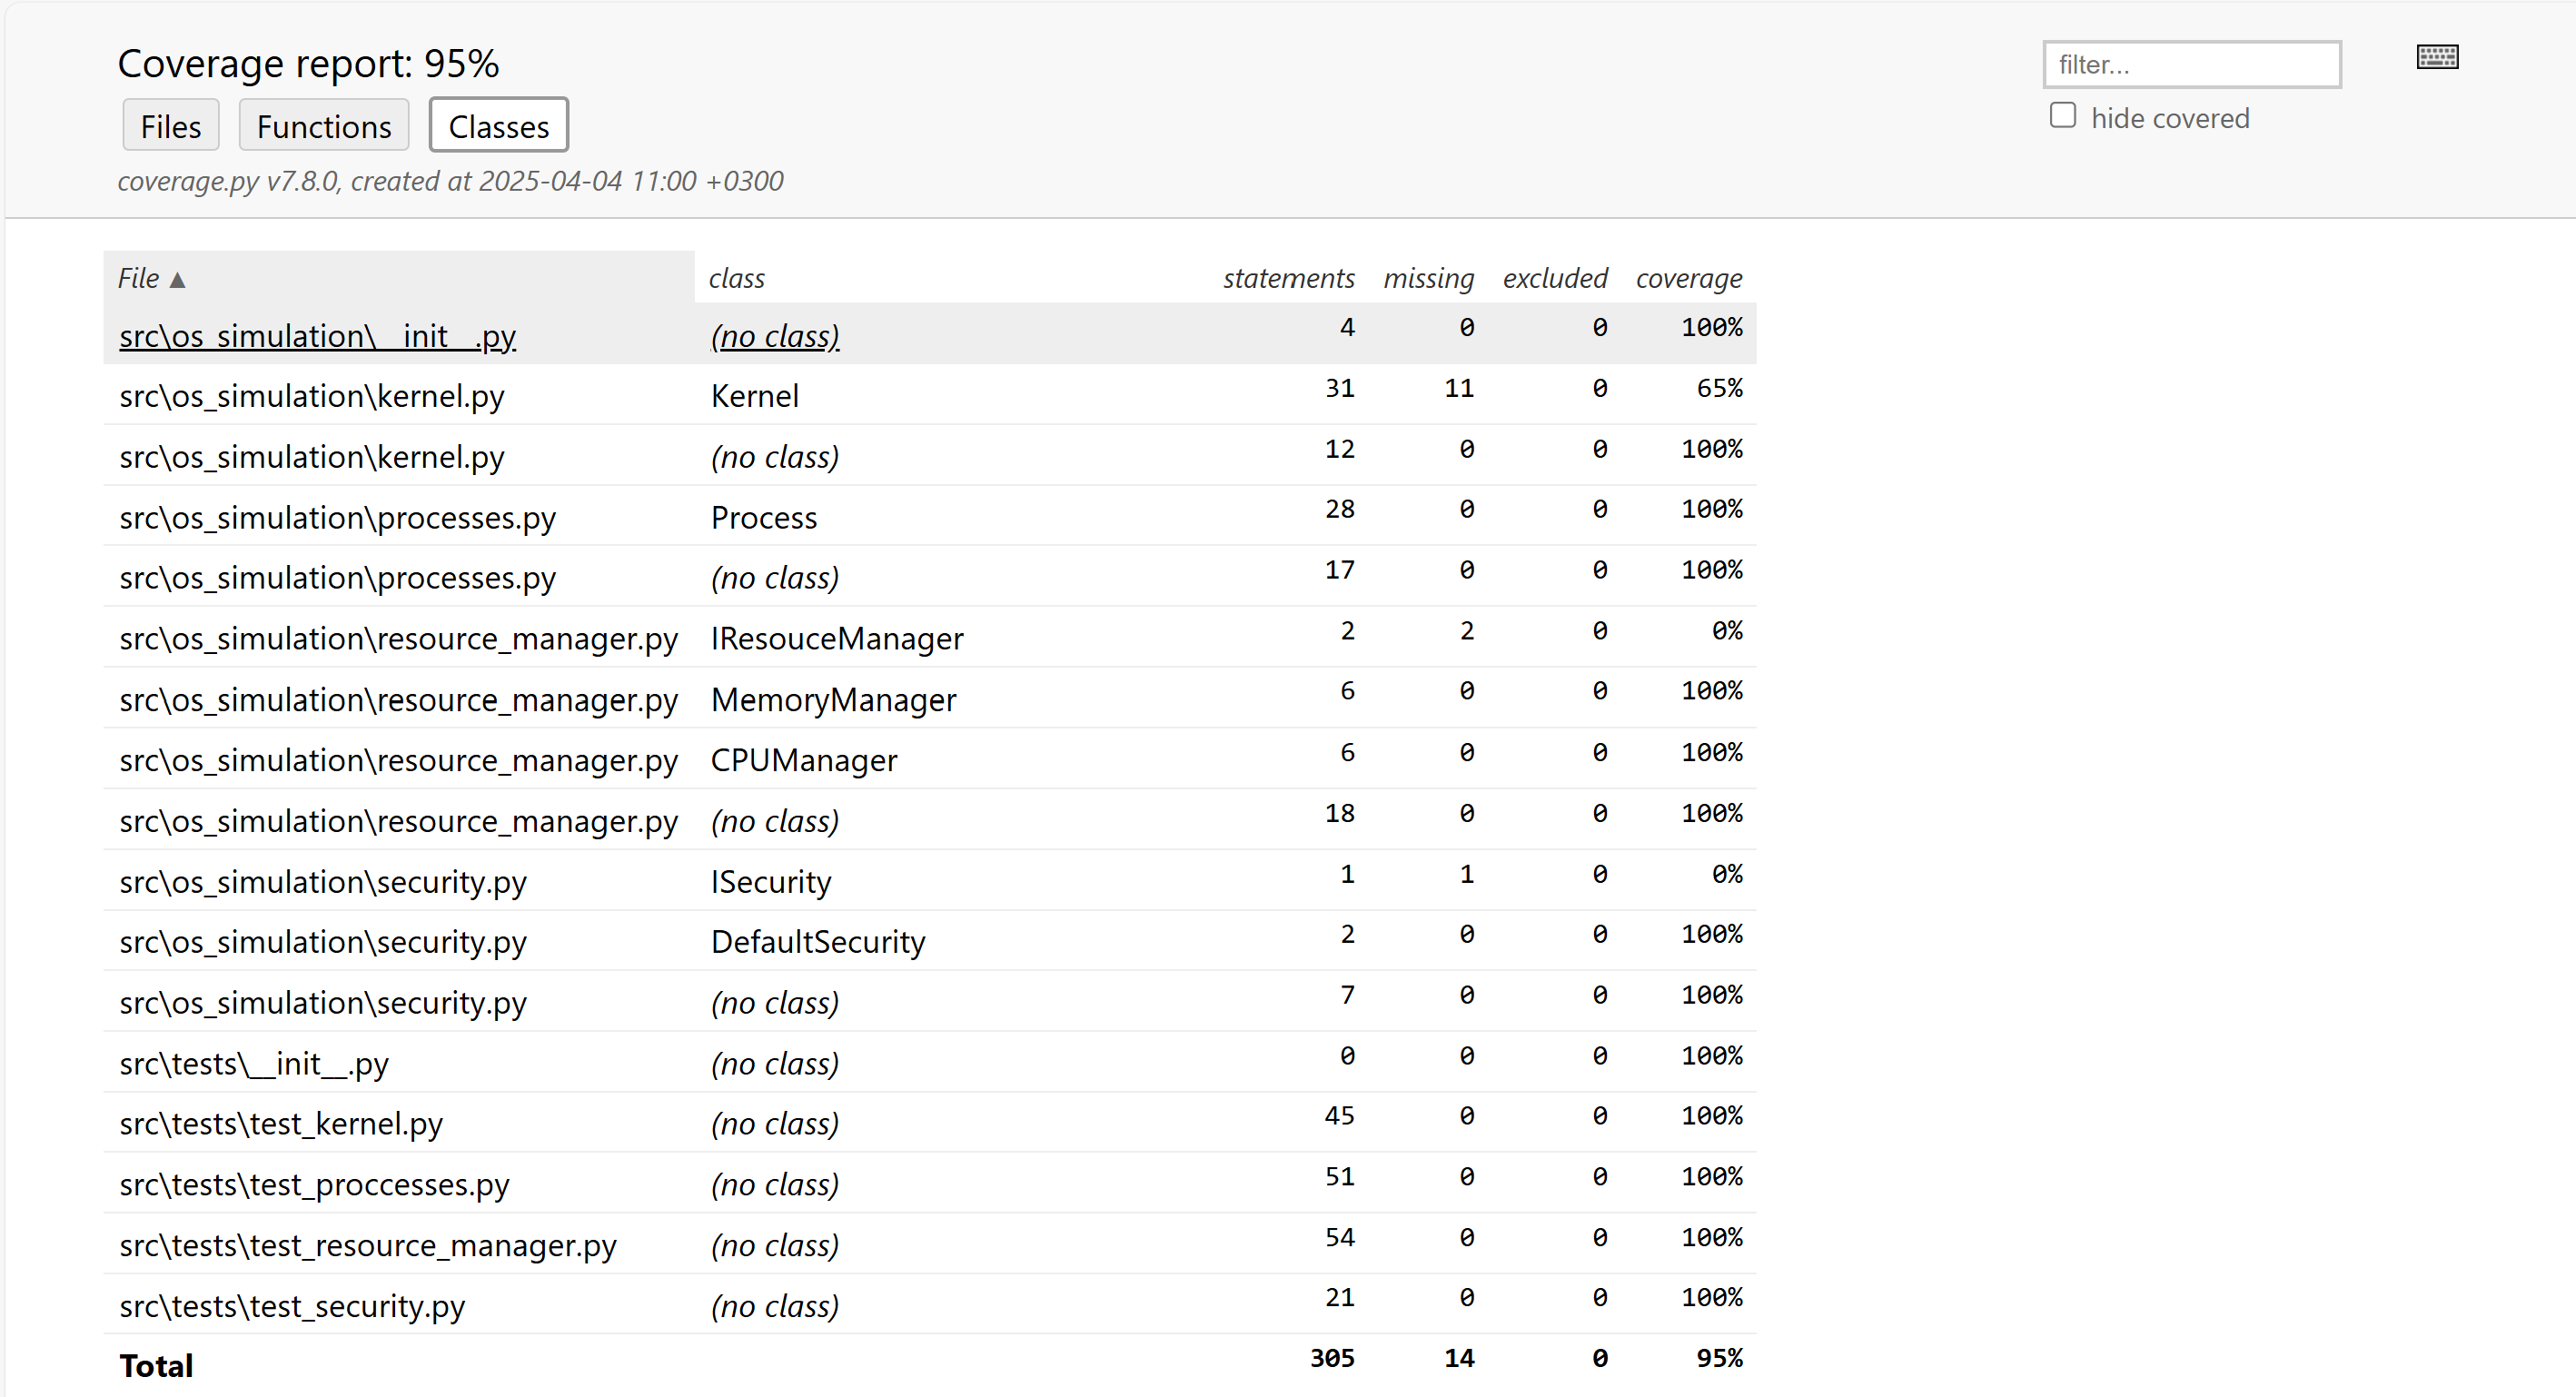 Coverage report: 95%
filter...
Files Functions Classes
hide covered
coverage.py v7.8.0, created at 2025-04-04 11:00 +0300
File ▲ class statements missing excluded coverage
src\os_simulation\__init__.py (no class) 4 0 0 100%
src\os_simulation\kernel.py Kernel 31 11 0 65%
src\os_simulation\kernel.py (no class) 12 0 0 100%
src\os_simulation\processes.py Process 28 0 0 100%
src\os_simulation\processes.py (no class) 17 0 0 100%
src\os_simulation\resource_manager.py IResouceManager 2 2 0 0%
src\os_simulation\resource_manager.py MemoryManager 6 0 0 100%
src\os_simulation\resource_manager.py CPUManager 6 0 0 100%
src\os_simulation\resource_manager.py (no class) 18 0 0 100%
src\os_simulation\security.py ISecurity 1 1 0 0%
src\os_simulation\security.py DefaultSecurity 2 0 0 100%
src\os_simulation\security.py (no class) 7 0 0 100%
src\tests\__init__.py (no class) 0 0 0 100%
src\tests\test_kernel.py (no class) 45 0 0 100%
src\tests\test_proccesses.py (no class) 51 0 0 100%
src\tests\test_resource_manager.py (no class) 54 0 0 100%
src\tests\test_security.py (no class) 21 0 0 100%
Total 305 14 0 95%